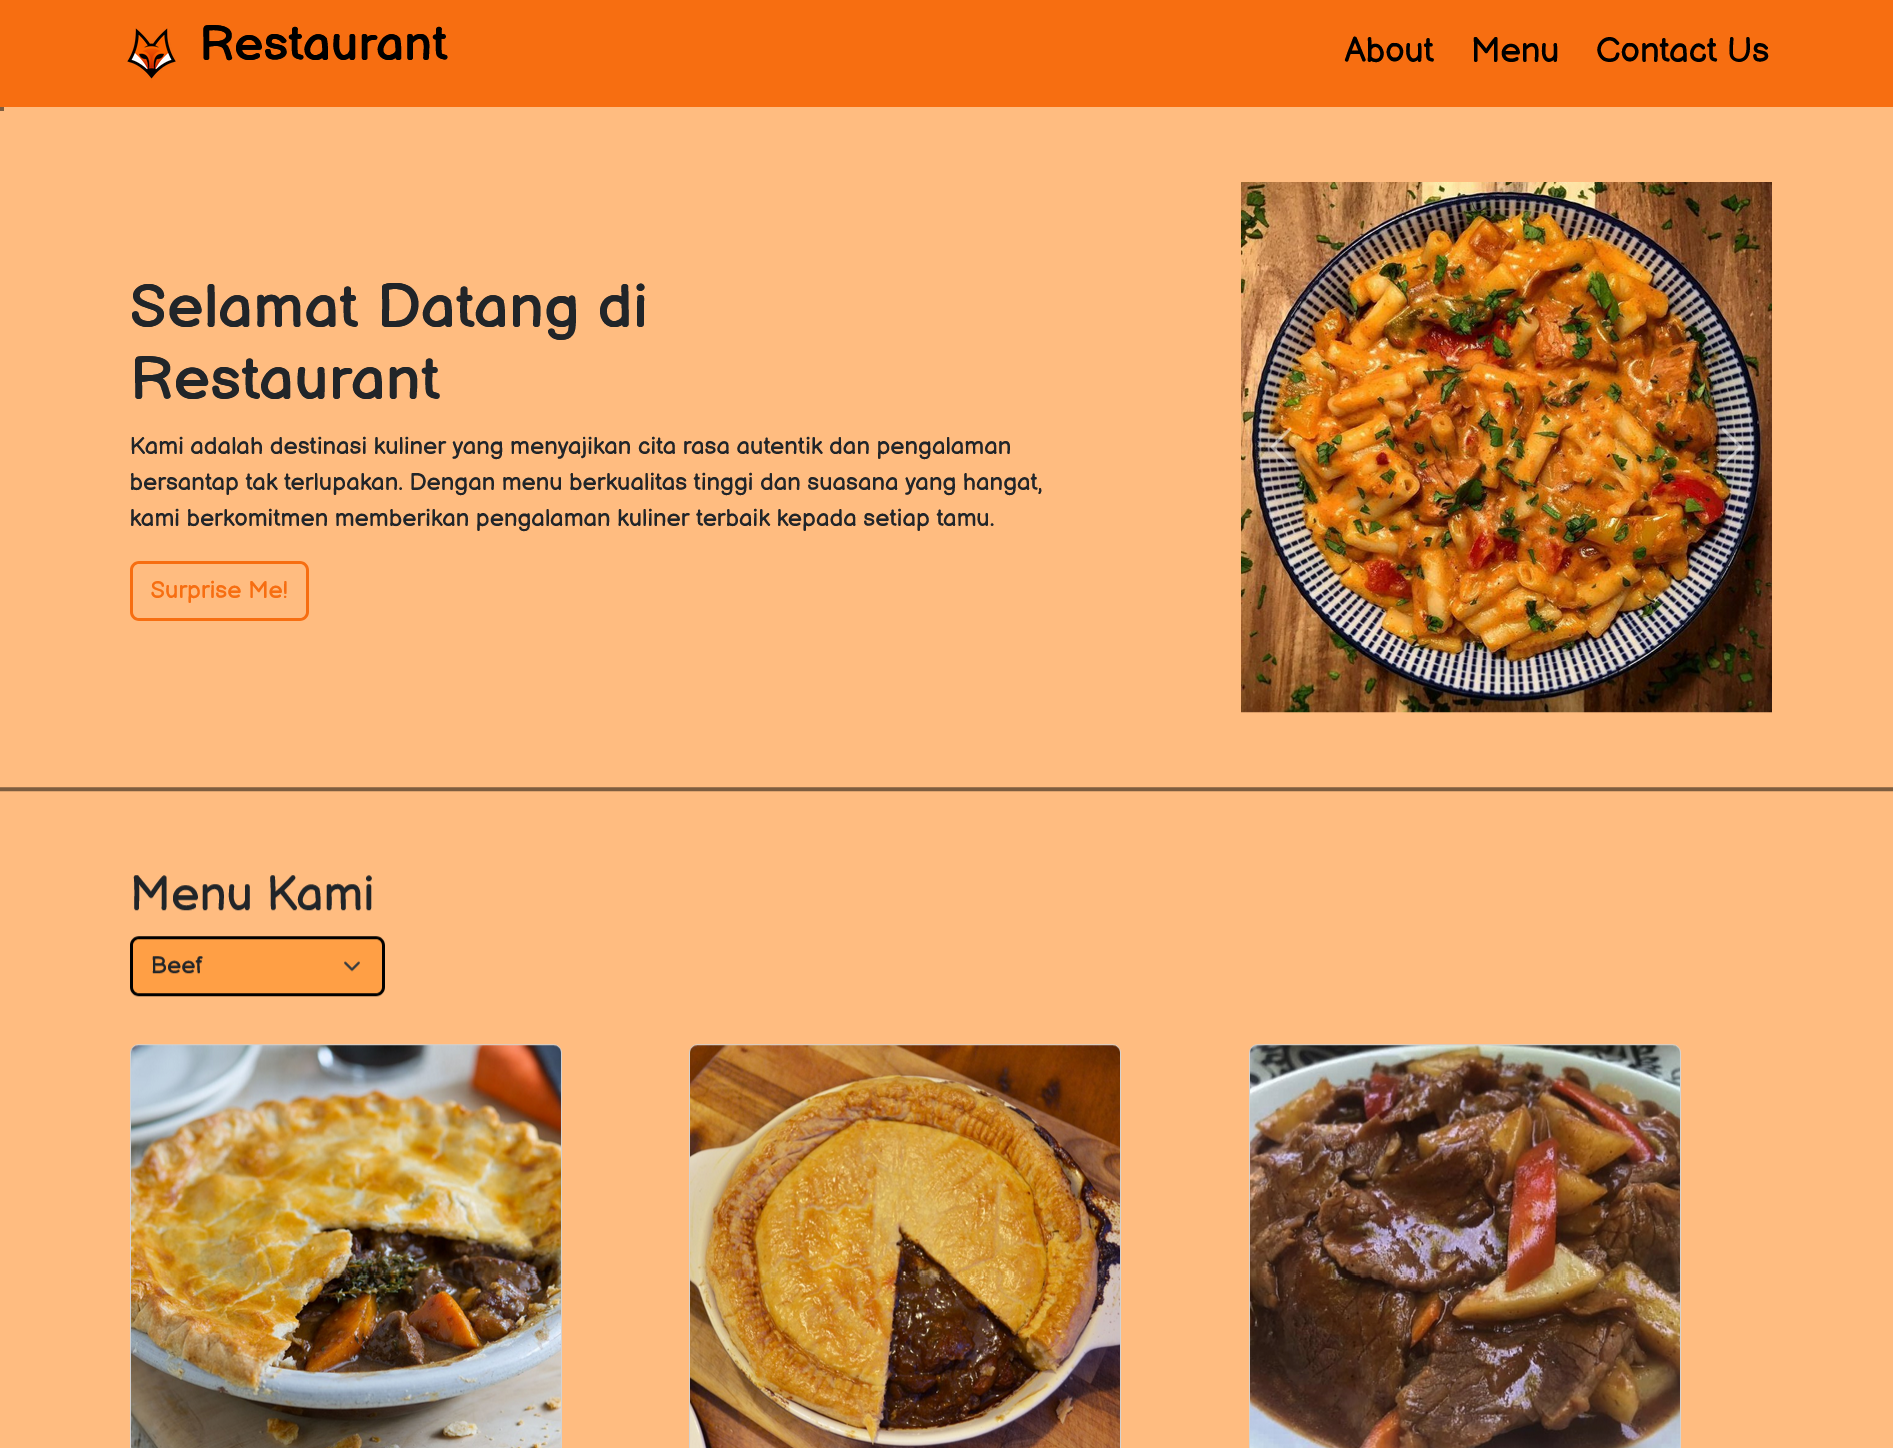 Restaurant
About Menu Contact Us
Selamat Datang di
Restaurant
Kami adalah destinasi kuliner yang menyajikan cita rasa autentik dan pengalaman
bersantap tak terlupakan. Dengan menu berkualitas tinggi dan suasana yang hangat,
kami berkomitmen memberikan pengalaman kuliner terbaik kepada setiap tamu.
Surprise Me!
Menu Kami
Beef